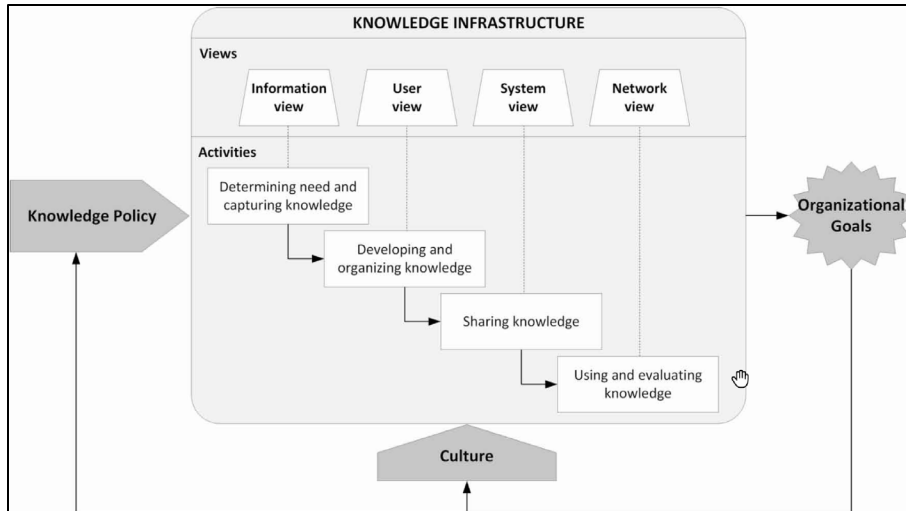 KNOWLEDGE INFRASTRUCTURE
Views
Information
view
User
view
System
view
Network
view
Activities
Determining need and
capturing knowledge
Knowledge Policy
Organizational
Goals
Developing and
organizing knowledge
Sharing knowledge
Using and evaluating
knowledge
Culture